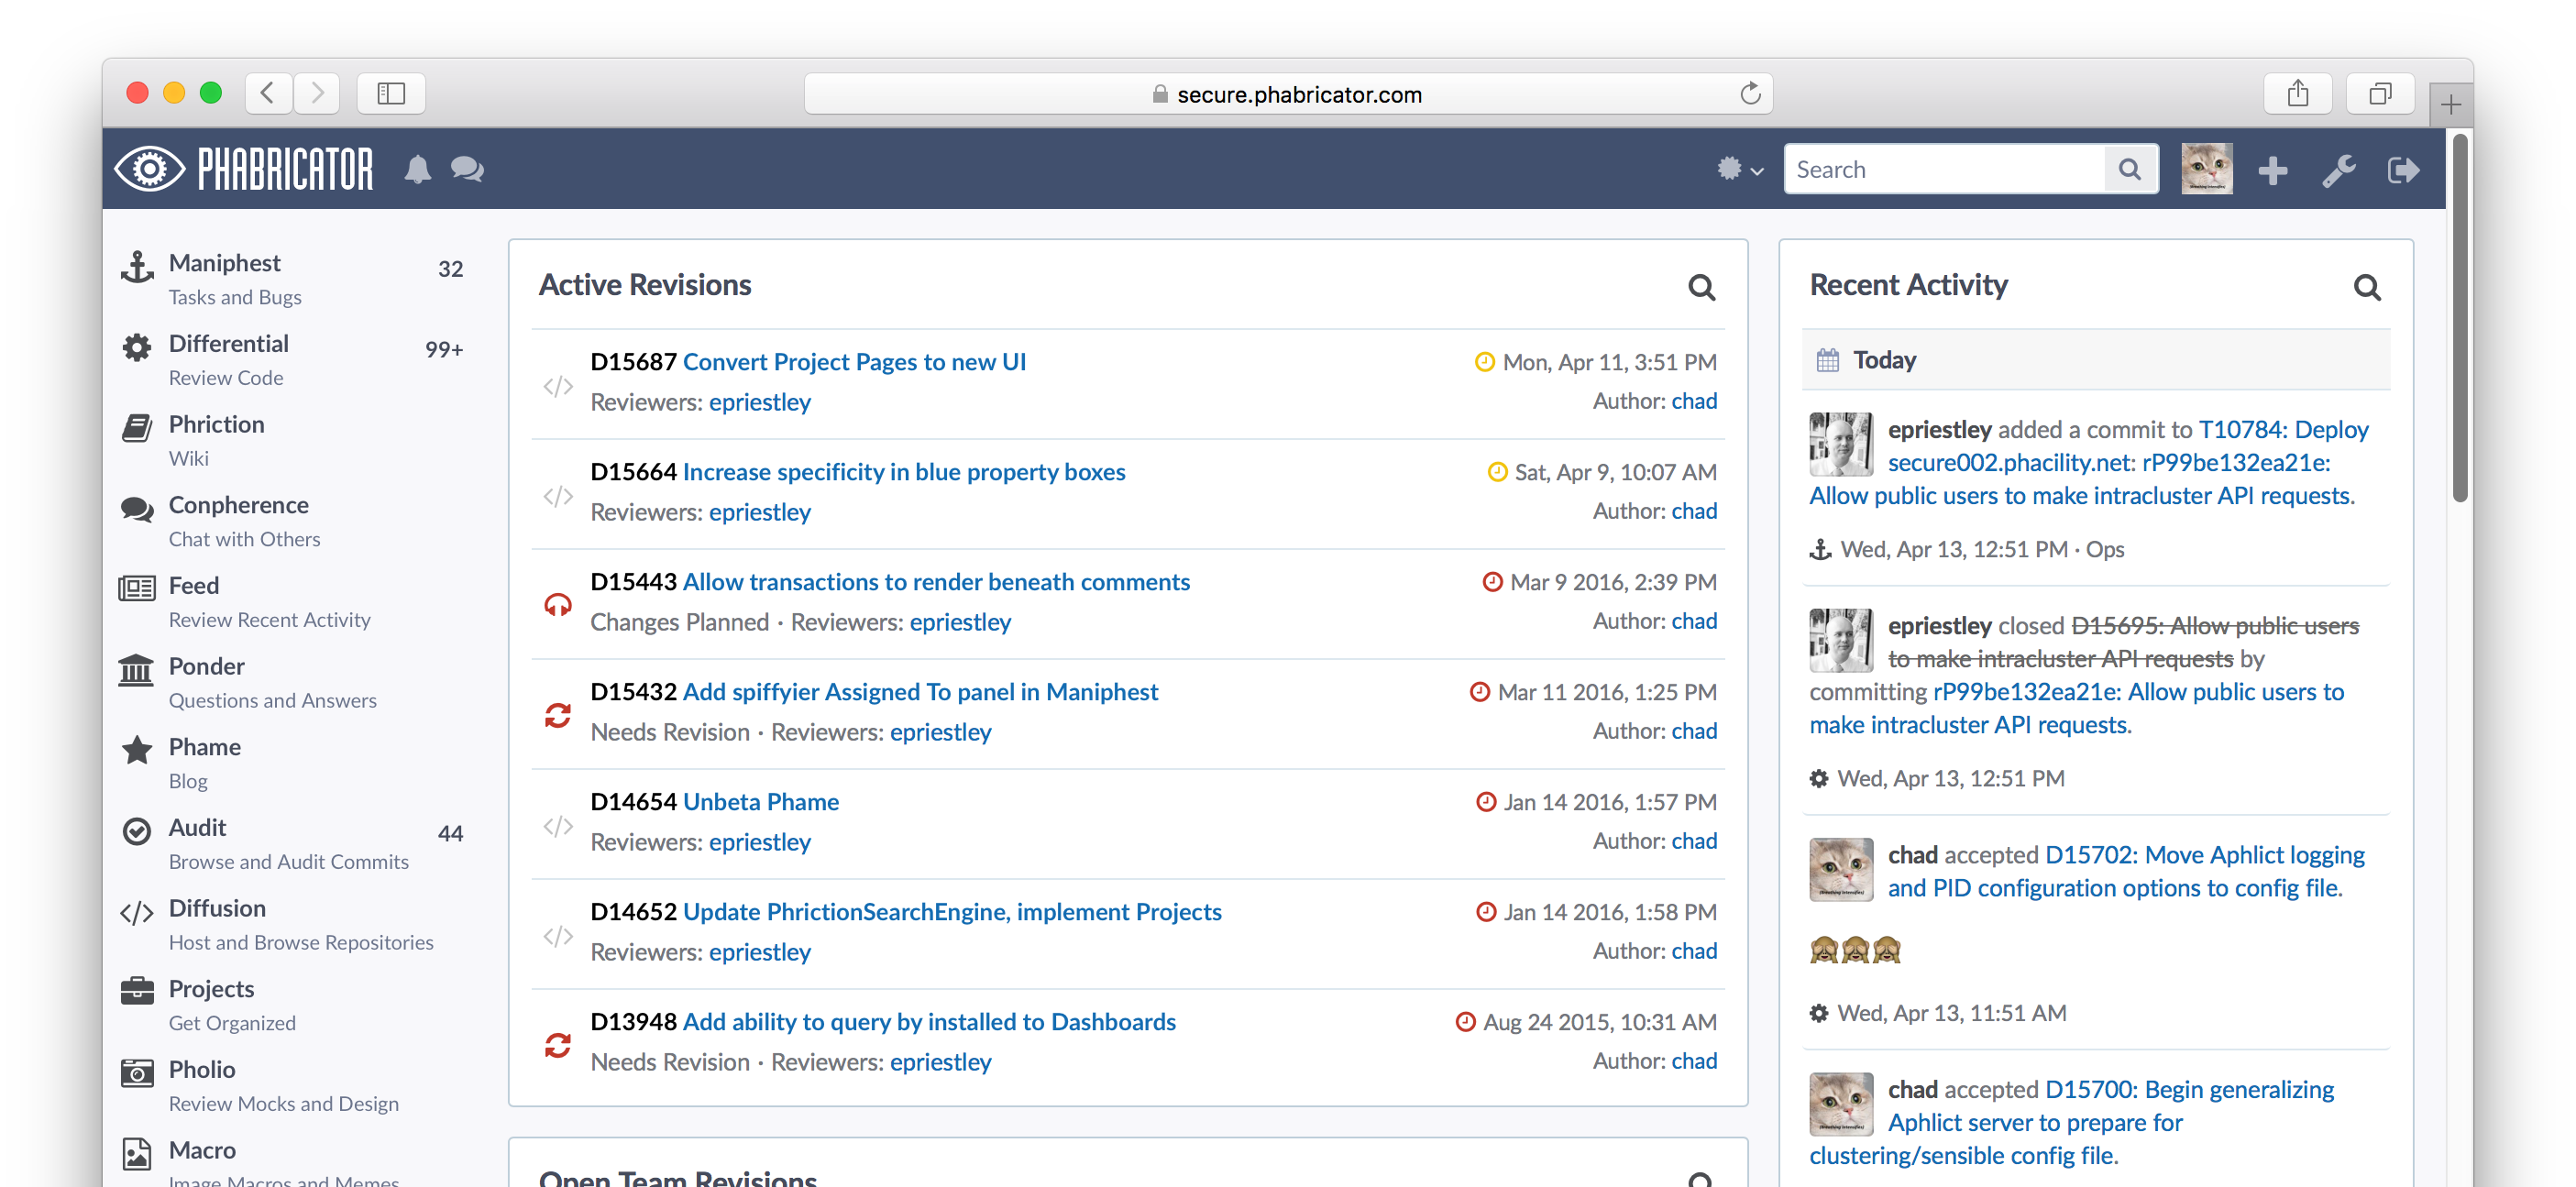 secure.phabricator.com
PHABRICATOR
Search
Maniphest 32
Tasks and Bugs
Differential 99+
Review Code
Phriction
Wiki
Conpherence
Chat with Others
Feed
Review Recent Activity
Ponder
Questions and Answers
Phame
Blog
Audit 44
Browse and Audit Commits
Diffusion
Host and Browse Repositories
Projects
Get Organized
Pholio
Review Mocks and Design
Macro
Image Macros and Memes
Active Revisions
D15687 Convert Project Pages to new UI Mon, Apr 11, 3:51 PM
Reviewers: epriestley Author: chad
D15664 Increase specificity in blue property boxes Sat, Apr 9, 10:07 AM
Reviewers: epriestley Author: chad
D15443 Allow transactions to render beneath comments Mar 9 2016, 2:39 PM
Changes Planned · Reviewers: epriestley Author: chad
D15432 Add spiffyier Assigned To panel in Maniphest Mar 11 2016, 1:25 PM
Needs Revision · Reviewers: epriestley Author: chad
D14654 Unbeta Phame Jan 14 2016, 1:57 PM
Reviewers: epriestley Author: chad
D14652 Update PhrictionSearchEngine, implement Projects Jan 14 2016, 1:58 PM
Reviewers: epriestley Author: chad
D13948 Add ability to query by installed to Dashboards Aug 24 2015, 10:31 AM
Needs Revision · Reviewers: epriestley Author: chad
Open Team Revisions
Recent Activity
Today
epriestley added a commit to T10784: Deploy
secure002.phacility.net: rP99be132ea21e:
Allow public users to make intracluster API requests.
Wed, Apr 13, 12:51 PM · Ops
epriestley closed D15695: Allow public users
to make intracluster API requests by
committing rP99be132ea21e: Allow public users to
make intracluster API requests.
Wed, Apr 13, 12:51 PM
chad accepted D15702: Move Aphlict logging
and PID configuration options to config file.
Wed, Apr 13, 11:51 AM
chad accepted D15700: Begin generalizing
Aphlict server to prepare for
clustering/sensible config file.